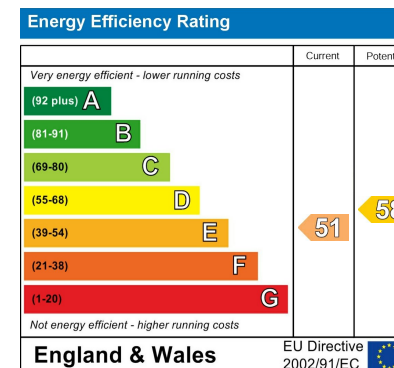 Energy Efficiency Rating
Current
Very energy efficient - lower running costs
(92 plus) A
(81-91) B
(69-80) C
(55-68) D
(39-54) E
51
(21-38) F
(1-20) G
Not energy efficient - higher running costs
England & Wales
EU Directive
2002/91/EC